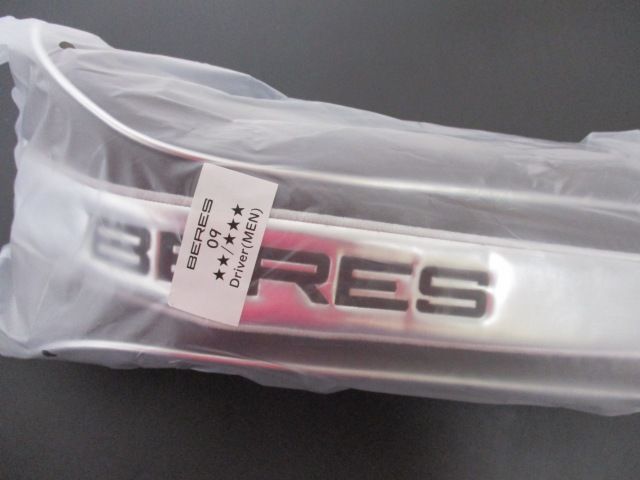 BERES
09
★★/★★★
Driver(MEN)
BERES